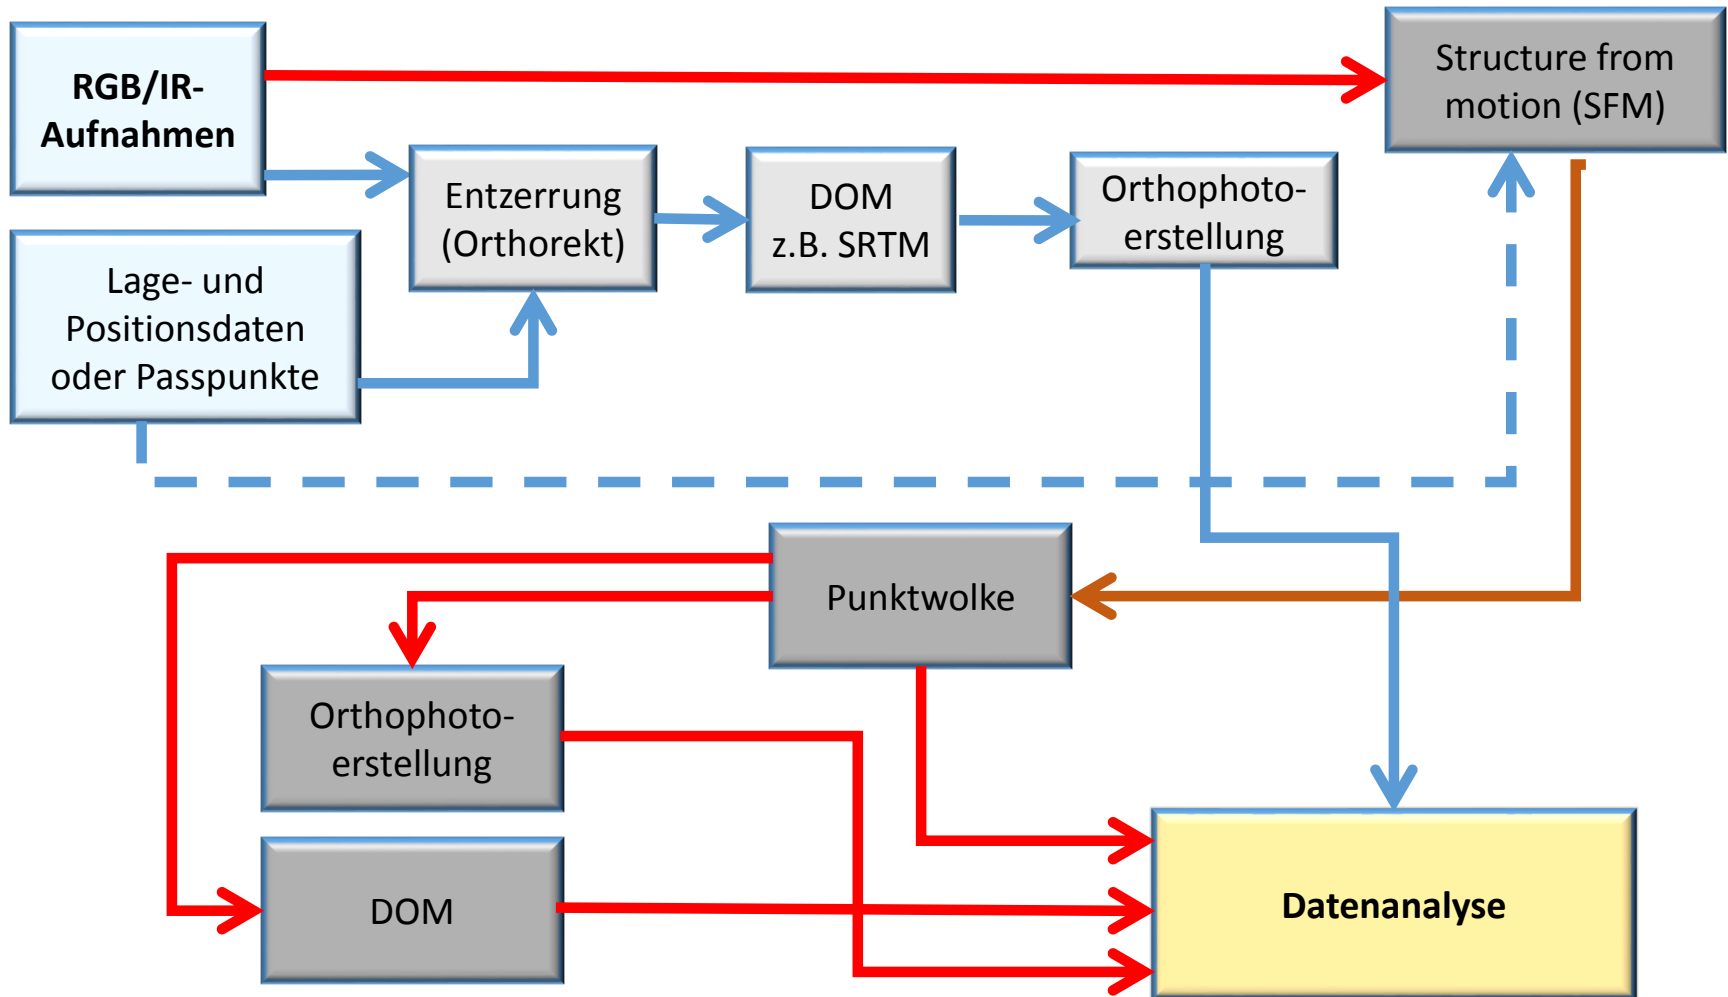 RGB/IR-
Aufnahmen
Structure from
motion (SFM)
Entzerrung
(Orthorekt)
DOM
z.B. SRTM
Orthophoto-
erstellung
Lage- und
Positionsdaten
oder Passpunkte
Punktwolke
Orthophoto-
erstellung
DOM
Datenanalyse